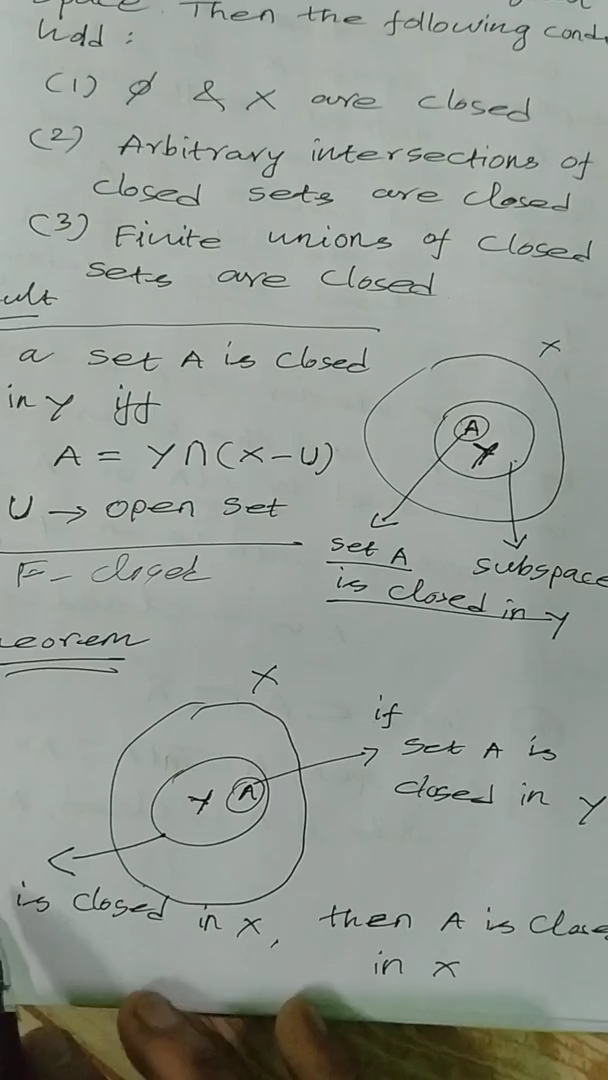 Then the following
hold :
(1) ϕ & X are closed
(2) Arbitrary intersections of
closed sets are closed
(3) Finite unions of closed
sets are closed
a set A is closed
in Y iff
A = Y∩(X-U)
U → open set
F - closed
X
A
Y
set A
is closed in Y
subspace
X
Y
A
if
set A is
closed in Y
is closed in X,
then A is
in X